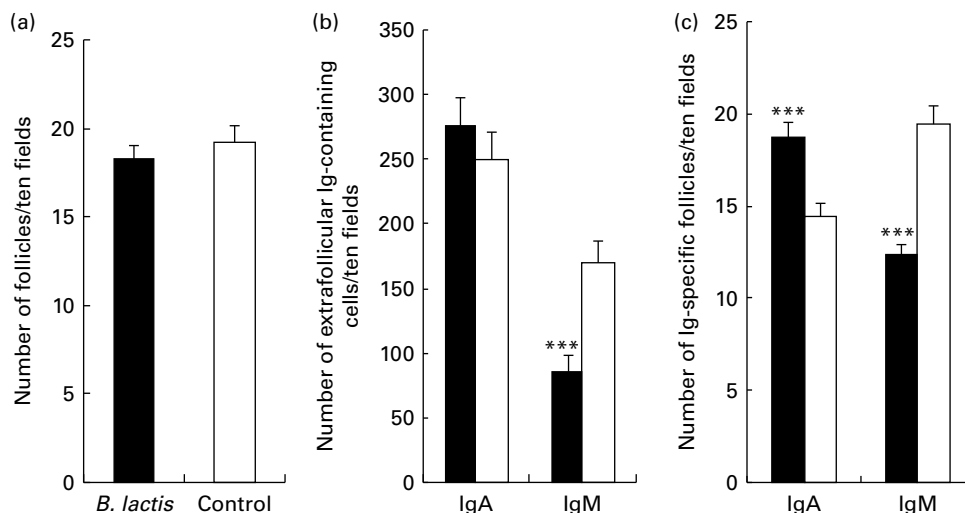 (a)
Number of follicles/ten fields
25
20
15
10
5
0
B. lactis
Control
(b)
Number of extrafollicular Ig-containing
cells/ten fields
350
300
250
200
150
100
50
0
***
IgA
IgM
(c)
Number of Ig-specific follicles/ten fields
25
20
15
10
5
0
***
***
IgA
IgM